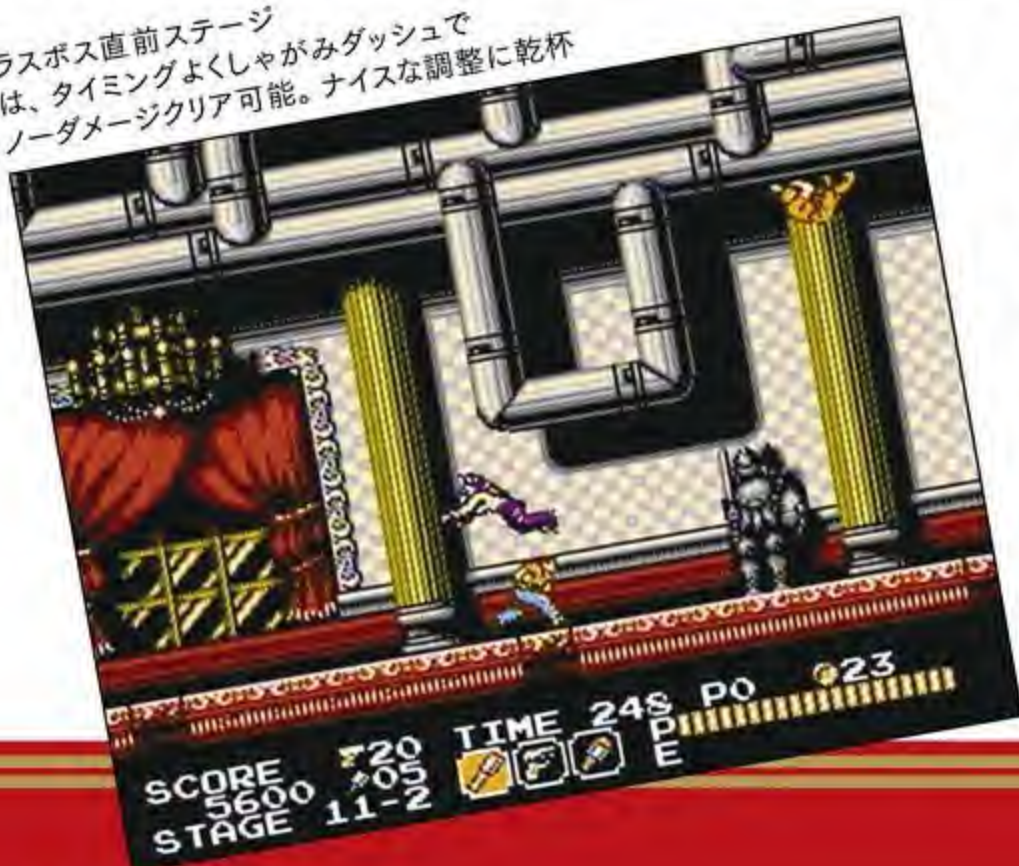 ラスボス直前ステージ
は、タイミングよくしゃがみダッシュで
ノーダメージクリア可能。ナイスな調整に乾杯
SCORE 20 TIME 248 PO 23
5600 05 P
STAGE 11-2 E